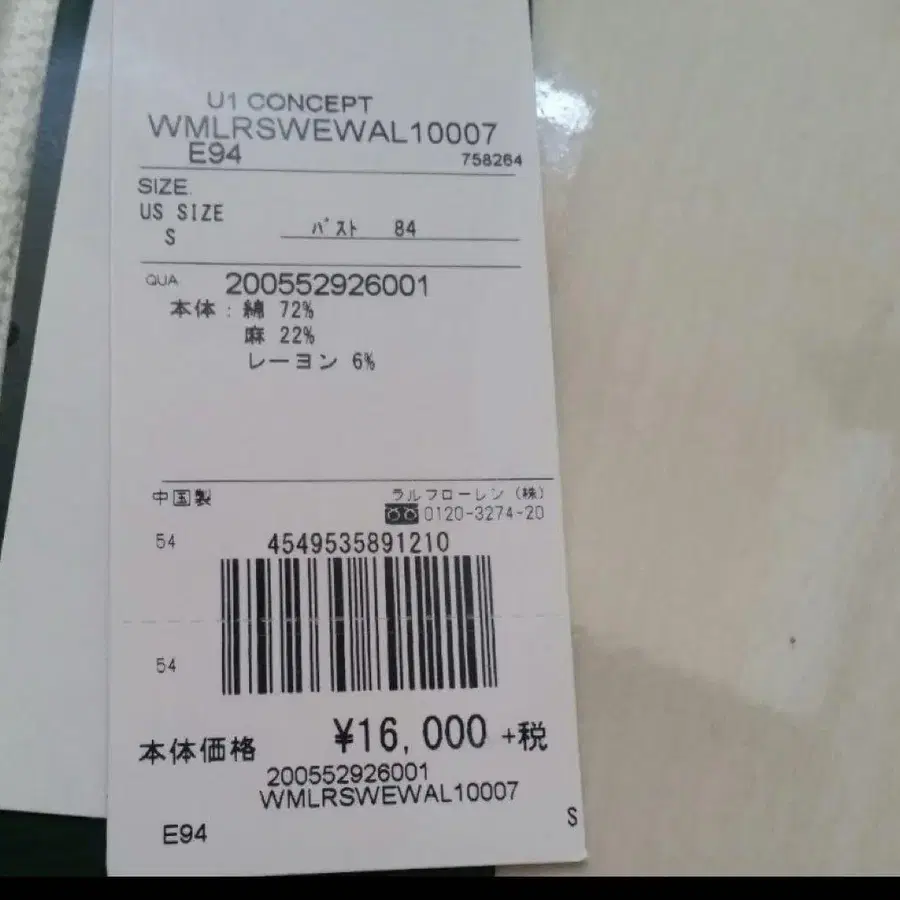 U1 CONCEPT
WMLRSWEWAL10007
E94 758264
SIZE.
US SIZE
S バスト 84
QUA 200552926001
本体：綿 72%
麻 22%
レーヨン 6%
中国製 ラルフローレン（株）
0120-3274-20
54 4549535891210
54
本体価格 ¥16,000 +税
200552926001
WMLRSWEWAL10007
E94 S